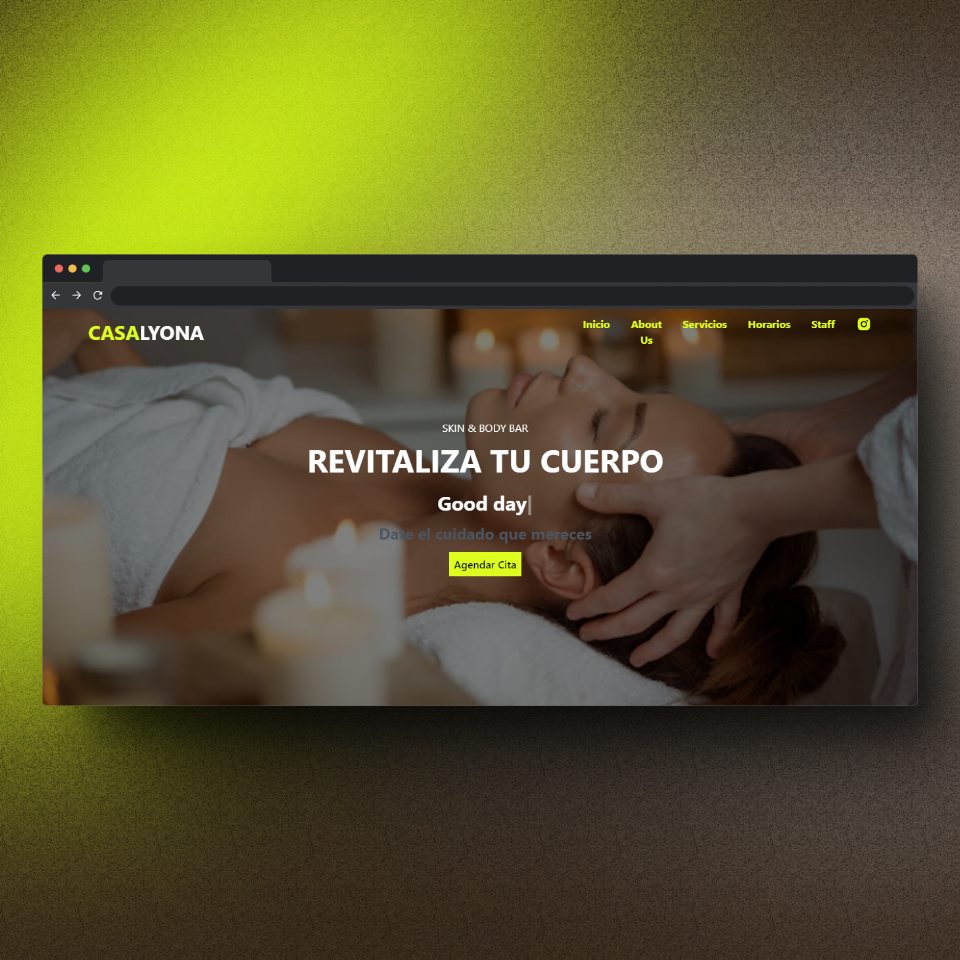 CASALYONA
Inicio
About
Us
Servicios
Horarios
Staff
SKIN & BODY BAR
REVITALIZA TU CUERPO
Good day|
Date el cuidado que mereces
Agendar Cita